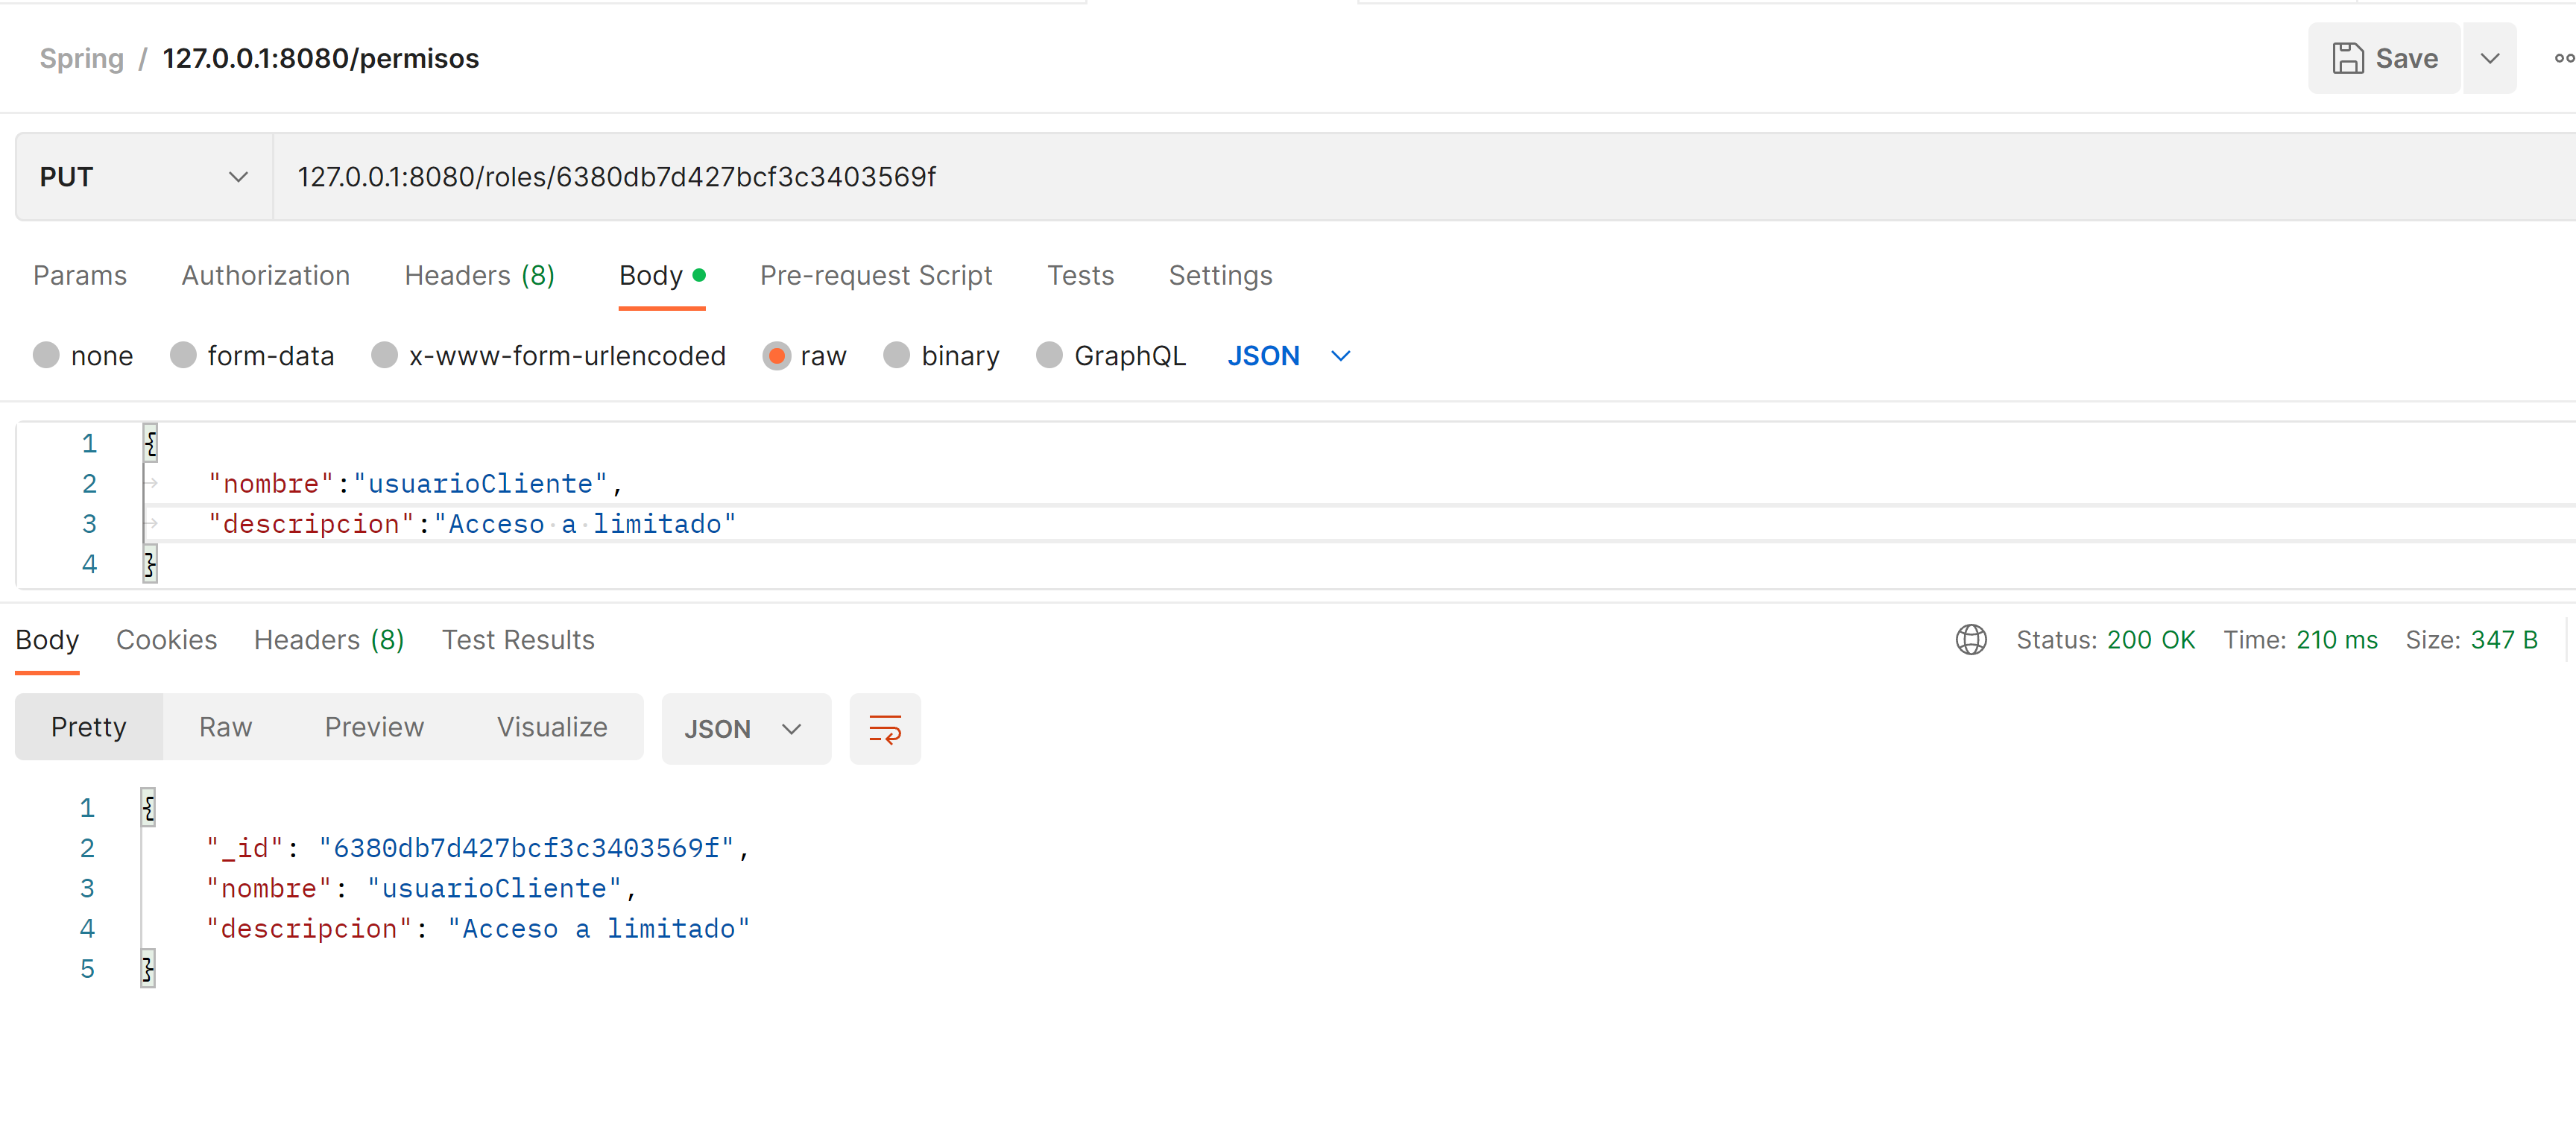 Spring / 127.0.0.1:8080/permisos
Save
PUT
127.0.0.1:8080/roles/6380db7d427bcf3c3403569f
Params Authorization Headers (8) Body Pre-request Script Tests Settings
none form-data x-www-form-urlencoded raw binary GraphQL JSON
1 {
2 "nombre":"usuarioCliente",
3 "descripcion":"Acceso a limitado"
4 }
Body Cookies Headers (8) Test Results Status: 200 OK Time: 210 ms Size: 347 B
Pretty Raw Preview Visualize JSON
1 {
2 "_id": "6380db7d427bcf3c3403569f",
3 "nombre": "usuarioCliente",
4 "descripcion": "Acceso a limitado"
5 }